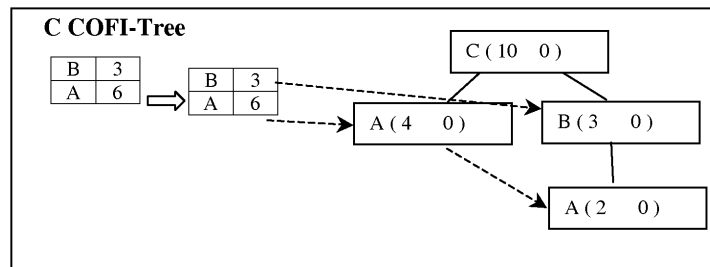 C COFI-Tree
C ( 10 0 )
B 3
A 6
B 3
A 6
A ( 4 0 )
B ( 3 0 )
A ( 2 0 )